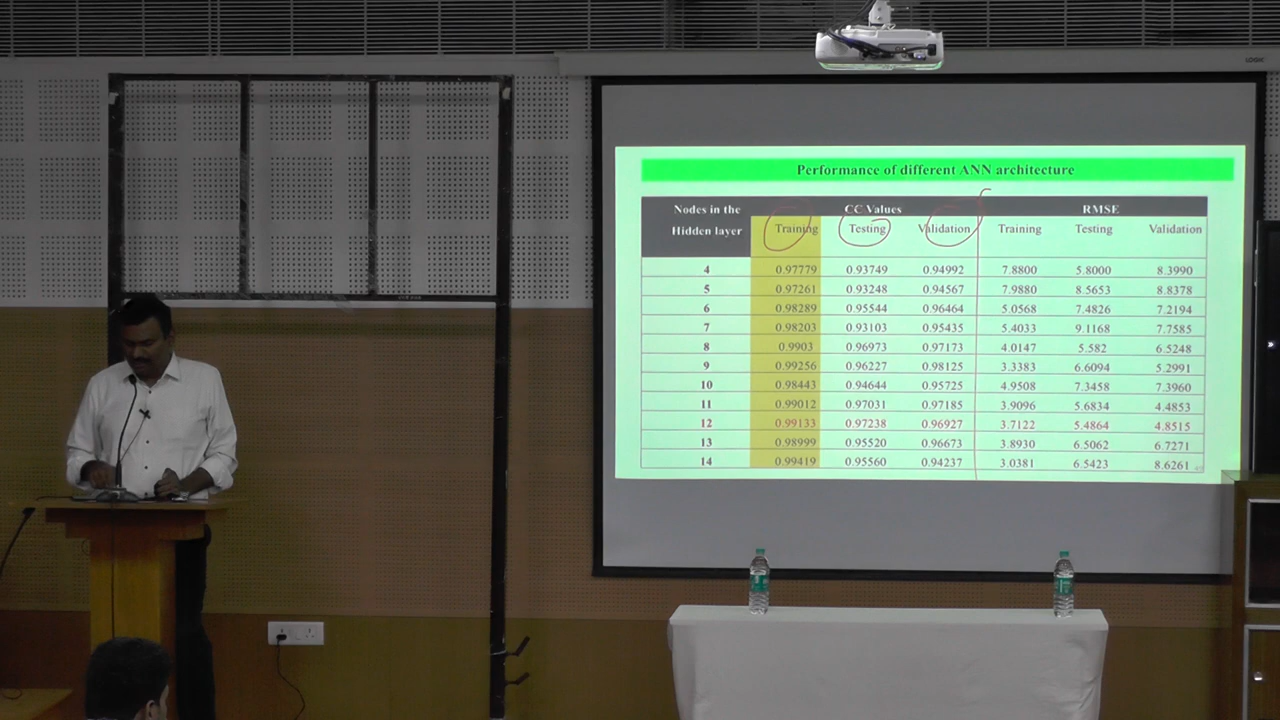 LOGIC
Performance of different ANN architecture
Nodes in the Hidden layer CC Values RMSE
Training Testing Validation Training Testing Validation
4 0.97779 0.93749 0.94992 7.8800 5.8000 8.3990
5 0.97261 0.93248 0.94567 7.9880 8.5653 8.8378
6 0.98289 0.95544 0.96464 5.0568 7.4826 7.2194
7 0.98203 0.93103 0.95435 5.4033 9.1168 7.7585
8 0.9903 0.96973 0.97173 4.0147 5.582 6.5248
9 0.99256 0.96227 0.98125 3.3383 6.6094 5.2991
10 0.98443 0.94644 0.95725 4.9508 7.3458 7.3960
11 0.99012 0.97031 0.97185 3.9096 5.6834 4.4853
12 0.99133 0.97238 0.96927 3.7122 5.4864 4.8515
13 0.98999 0.95520 0.96673 3.8930 6.5062 6.7271
14 0.99419 0.95560 0.94237 3.0381 6.5423 8.6261